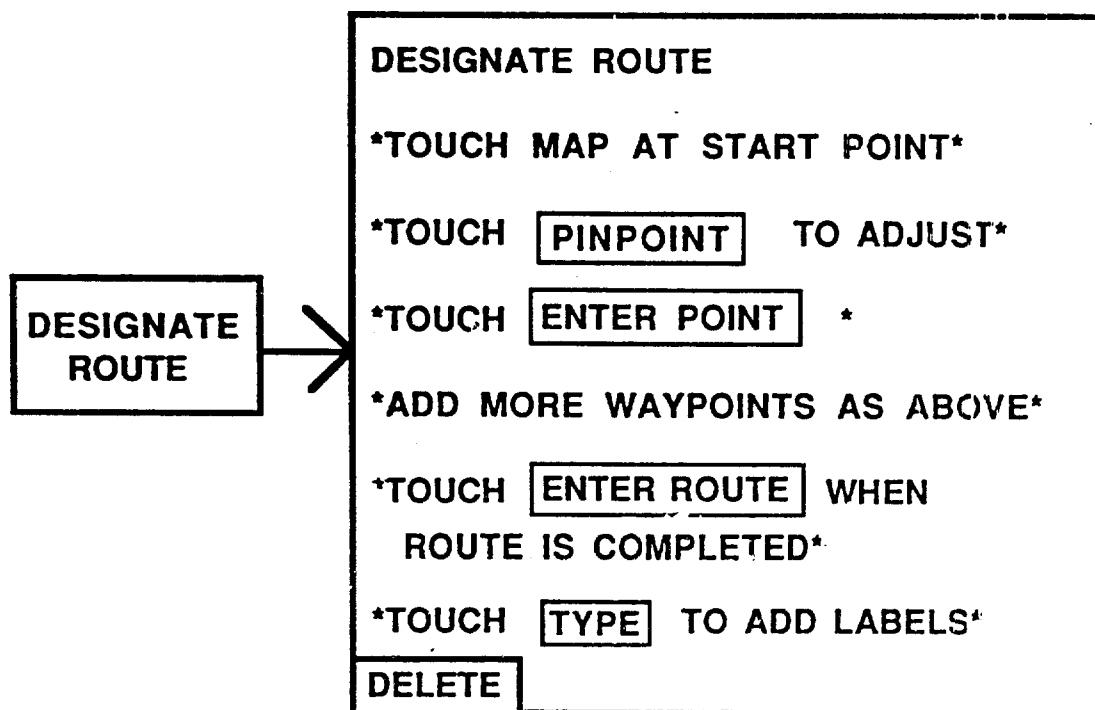 DESIGNATE ROUTE
*TOUCH MAP AT START POINT*
*TOUCH PINPOINT TO ADJUST*
DESIGNATE
ROUTE
*TOUCH ENTER POINT *
*ADD MORE WAYPOINTS AS ABOVE*
*TOUCH ENTER ROUTE WHEN
ROUTE IS COMPLETED*
*TOUCH TYPE TO ADD LABELS*
DELETE